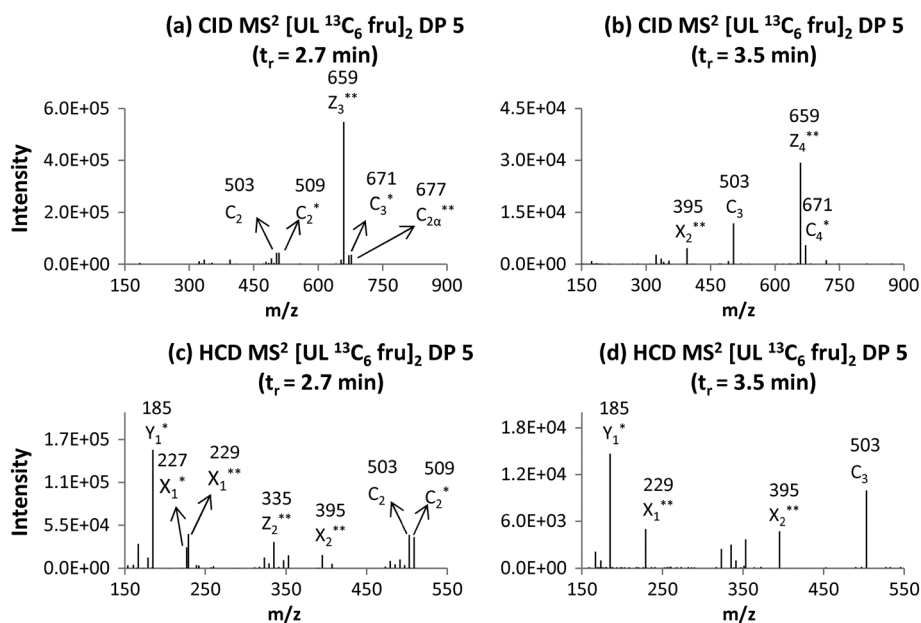 (a) CID MS² [UL ¹³C₆ fru]₂ DP 5
(tᵣ = 2.7 min)
6.0E+05
4.0E+05
2.0E+05
0.0E+00
Intensity
659
Z₃**
503
C₂
509
C₂*
671
C₃*
677
C₂α**
150 300 450 600 750 900
m/z
(b) CID MS² [UL ¹³C₆ fru]₂ DP 5
(tᵣ = 3.5 min)
4.5E+04
3.0E+04
1.5E+04
0.0E+00
659
Z₄**
503
C₃
671
C₄*
395
X₂**
150 300 450 600 750 900
m/z
(c) HCD MS² [UL ¹³C₆ fru]₂ DP 5
(tᵣ = 2.7 min)
1.7E+05
1.1E+05
5.5E+04
0.0E+00
Intensity
185
Y₁*
227
X₁*
229
X₁**
335
Z₂**
395
X₂**
503
C₂
509
C₂*
150 250 350 450 550
m/z
(d) HCD MS² [UL ¹³C₆ fru]₂ DP 5
(tᵣ = 3.5 min)
1.8E+04
1.2E+04
6.0E+03
0.0E+00
185
Y₁*
229
X₁**
395
X₂**
503
C₃
150 250 350 450 550
m/z